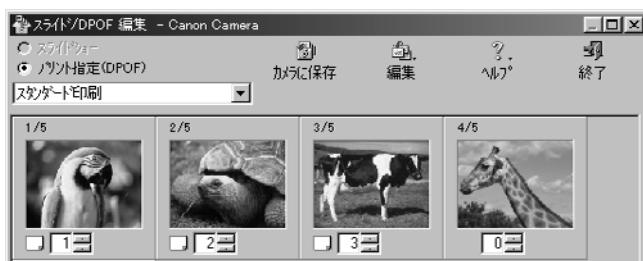 スライド/DPOF 編集 - Canon Camera
スライドショー
プリント指定(DPOF)
カメラに保存 編集 ヘルプ 終了
スタンダード印刷
1/5 2/5 3/5 4/5
1 2 3 0